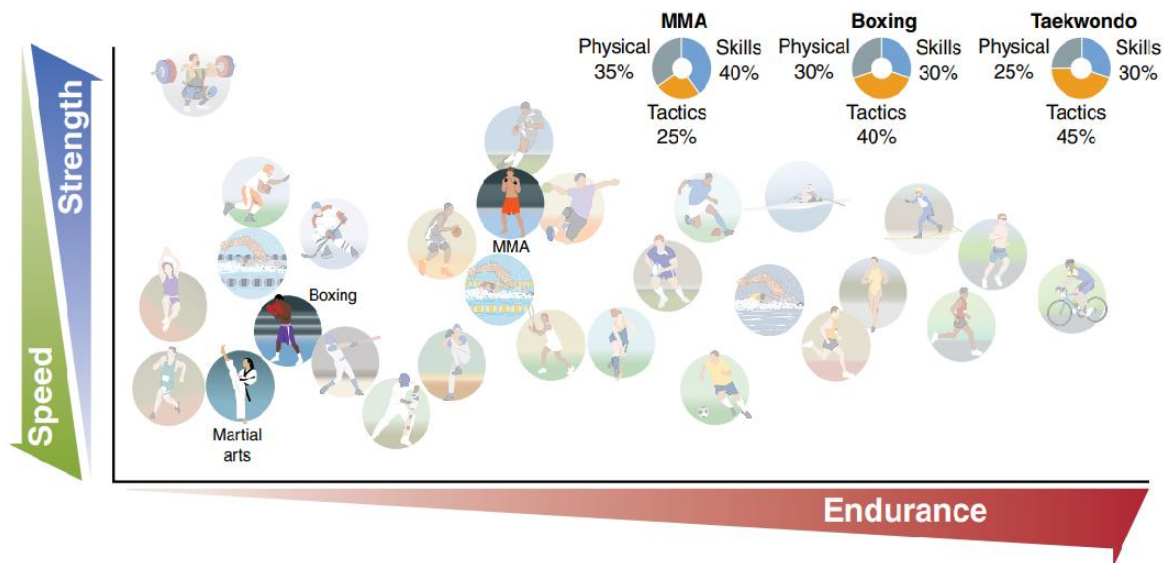 MMA
Physical
35%
Skills
40%
Tactics
25%
Boxing
Physical
30%
Skills
30%
Tactics
40%
Taekwondo
Physical
25%
Skills
30%
Tactics
45%
Strength
Speed
MMA
Boxing
Martial
arts
Endurance